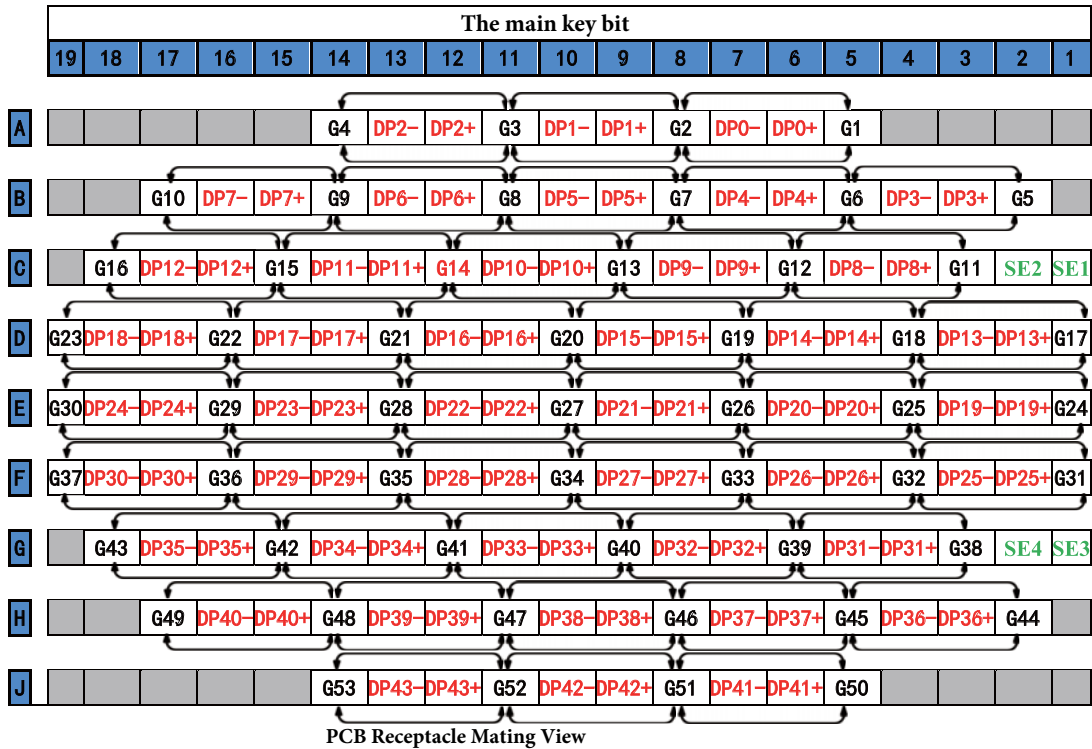 The main key bit
19 18 17 16 15 14 13 12 11 10 9 8 7 6 5 4 3 2 1
A G4 DP2− DP2+ G3 DP1− DP1+ G2 DP0− DP0+ G1
B G10 DP7− DP7+ G9 DP6− DP6+ G8 DP5− DP5+ G7 DP4− DP4+ G6 DP3− DP3+ G5
C G16 DP12− DP12+ G15 DP11− DP11+ G14 DP10− DP10+ G13 DP9− DP9+ G12 DP8− DP8+ G11 SE2 SE1
D G23 DP18− DP18+ G22 DP17− DP17+ G21 DP16− DP16+ G20 DP15− DP15+ G19 DP14− DP14+ G18 DP13− DP13+ G17
E G30 DP24− DP24+ G29 DP23− DP23+ G28 DP22− DP22+ G27 DP21− DP21+ G26 DP20− DP20+ G25 DP19− DP19+ G24
F G37 DP30− DP30+ G36 DP29− DP29+ G35 DP28− DP28+ G34 DP27− DP27+ G33 DP26− DP26+ G32 DP25− DP25+ G31
G G43 DP35− DP35+ G42 DP34− DP34+ G41 DP33− DP33+ G40 DP32− DP32+ G39 DP31− DP31+ G38 SE4 SE3
H G49 DP40− DP40+ G48 DP39− DP39+ G47 DP38− DP38+ G46 DP37− DP37+ G45 DP36− DP36+ G44
J G53 DP43− DP43+ G52 DP42− DP42+ G51 DP41− DP41+ G50
PCB Receptacle Mating View